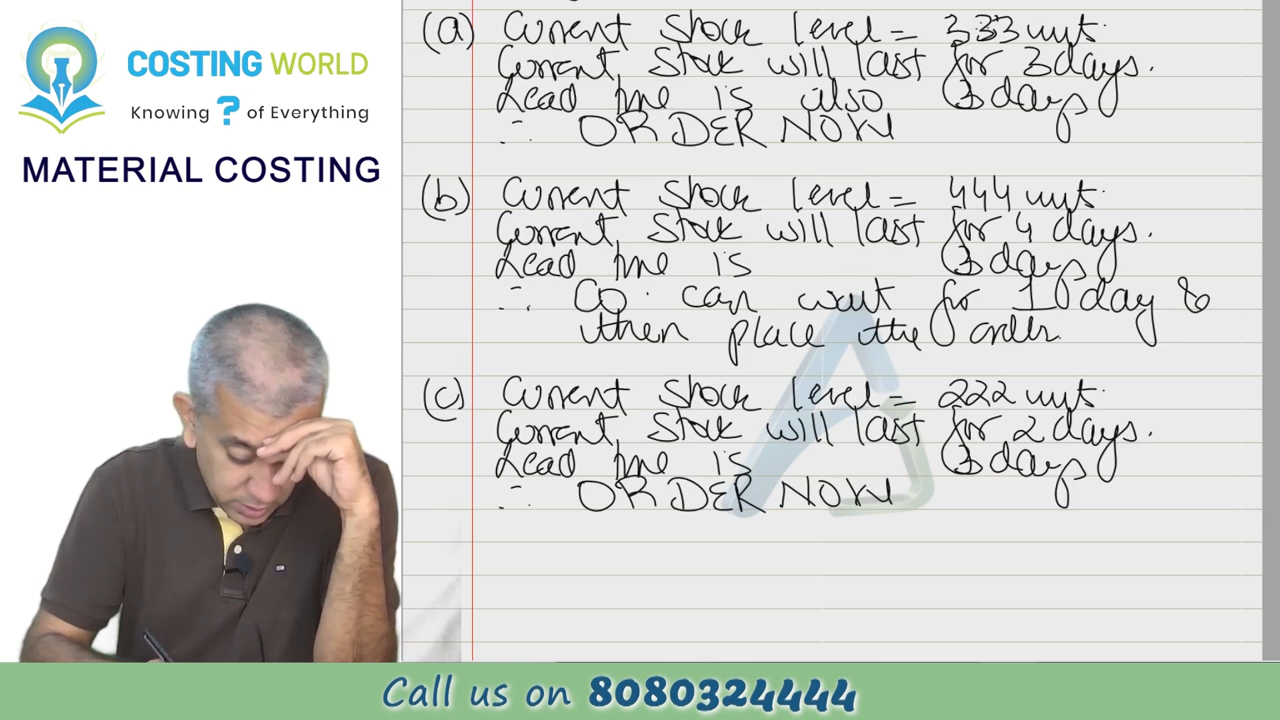 COSTING WORLD
Knowing ? of Everything
MATERIAL COSTING
(a) Current Stock level = 333 unit.
Current Stock will last for 3 days.
Lead time is also 3 days
∴ ORDER NOW
(b) Current Stock level = 444 unit.
Current Stock will last for 4 days.
Lead time is 3 days
∴ CO. can wait for 1 day &
then place the order.
(c) Current Stock level = 222 unit.
Current Stock will last for 2 days.
Lead time is 3 days
∴ ORDER NOW
Call us on 8080324444